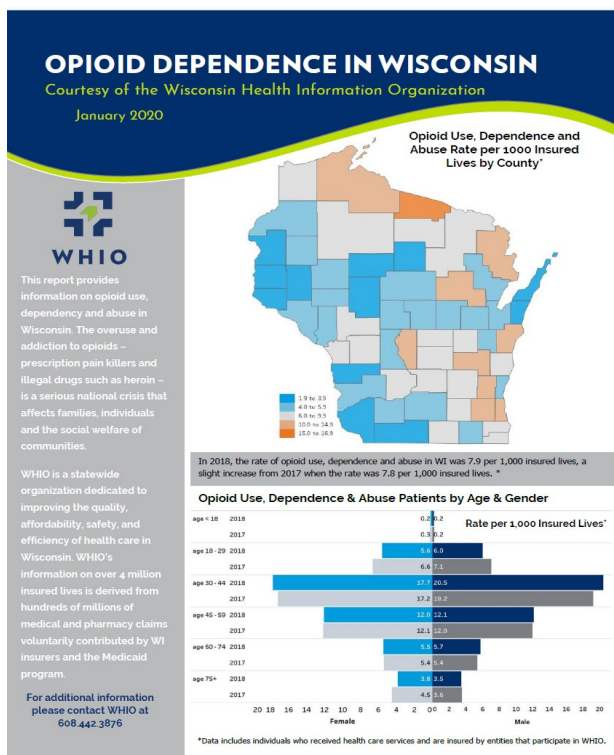 OPIOID DEPENDENCE IN WISCONSIN
Courtesy of the Wisconsin Health Information Organization
January 2020
Opioid Use, Dependence and
Abuse Rate per 1000 Insured
Lives by County*
WHIO
This report provides
information on opioid use,
dependency and abuse in
Wisconsin. The overuse and
addiction to opioids –
prescription pain killers and
illegal drugs such as heroin –
is a serious national crisis that
affects families, individuals
and the social welfare of
communities.
WHIO is a statewide
organization dedicated to
improving the quality,
affordability, safety, and
efficiency of health care in
Wisconsin. WHIO's
information on over 4 million
insured lives is derived from
hundreds of millions of
medical and pharmacy claims
voluntarily contributed by WI
insurers and the Medicaid
program.
For additional information
please contact WHIO at
608.442.3876
1.9 to 3.9
4.0 to 5.9
6.0 to 9.9
10.0 to 14.9
15.0 to 16.9
In 2018, the rate of opioid use, dependence and abuse in WI was 7.9 per 1,000 insured lives, a
slight increase from 2017 when the rate was 7.8 per 1,000 insured lives. *
Opioid Use, Dependence & Abuse Patients by Age & Gender
Rate per 1,000 Insured Lives*
age < 18 2018 0.2 0.2
2017 0.3 0.2
age 18 - 29 2018 5.6 6.0
2017 6.6 7.1
age 30 - 44 2018 17.7 20.5
2017 17.2 19.2
age 45 - 59 2018 12.0 12.1
2017 12.1 12.0
age 60 - 74 2018 5.5 5.7
2017 5.4 5.4
age 75+ 2018 3.8 3.5
2017 4.5 3.6
20 18 16 14 12 10 8 6 4 2 0 0 2 4 6 8 10 12 14 16 18 20
Female Male
*Data includes individuals who received health care services and are insured by entities that participate in WHIO.